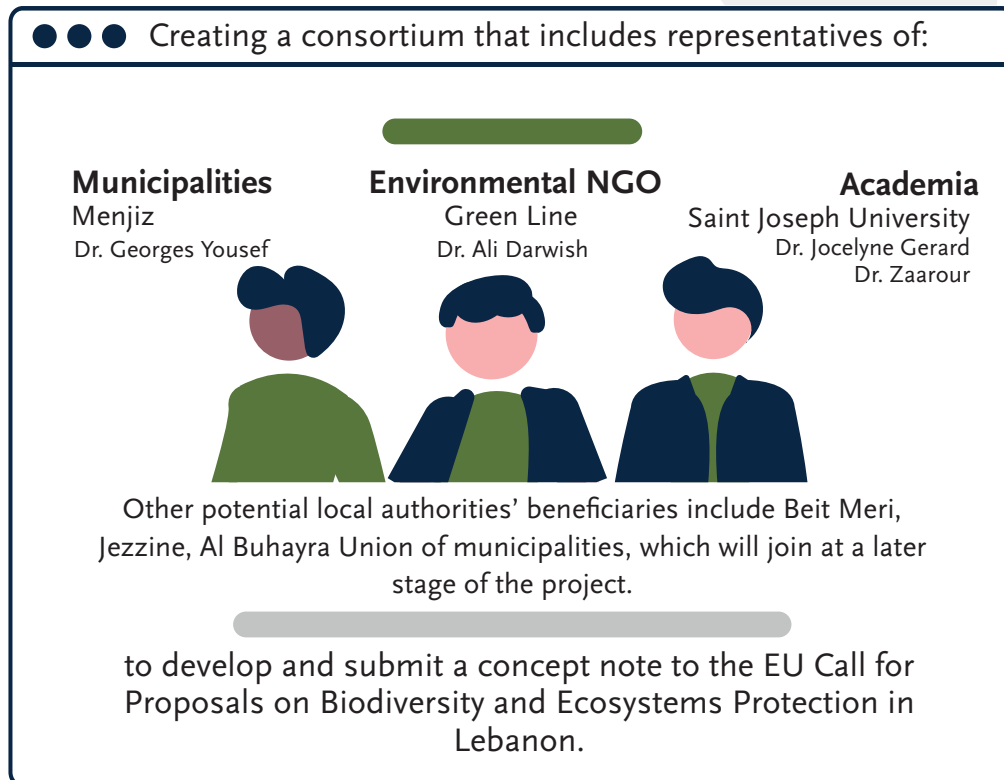 Creating a consortium that includes representatives of:
Municipalities
Menjiz
Dr. Georges Yousef
Environmental NGO
Green Line
Dr. Ali Darwish
Academia
Saint Joseph University
Dr. Jocelyne Gerard
Dr. Zaarour
Other potential local authorities’ beneficiaries include Beit Meri,
Jezzine, Al Buhayra Union of municipalities, which will join at a later
stage of the project.
to develop and submit a concept note to the EU Call for
Proposals on Biodiversity and Ecosystems Protection in
Lebanon.